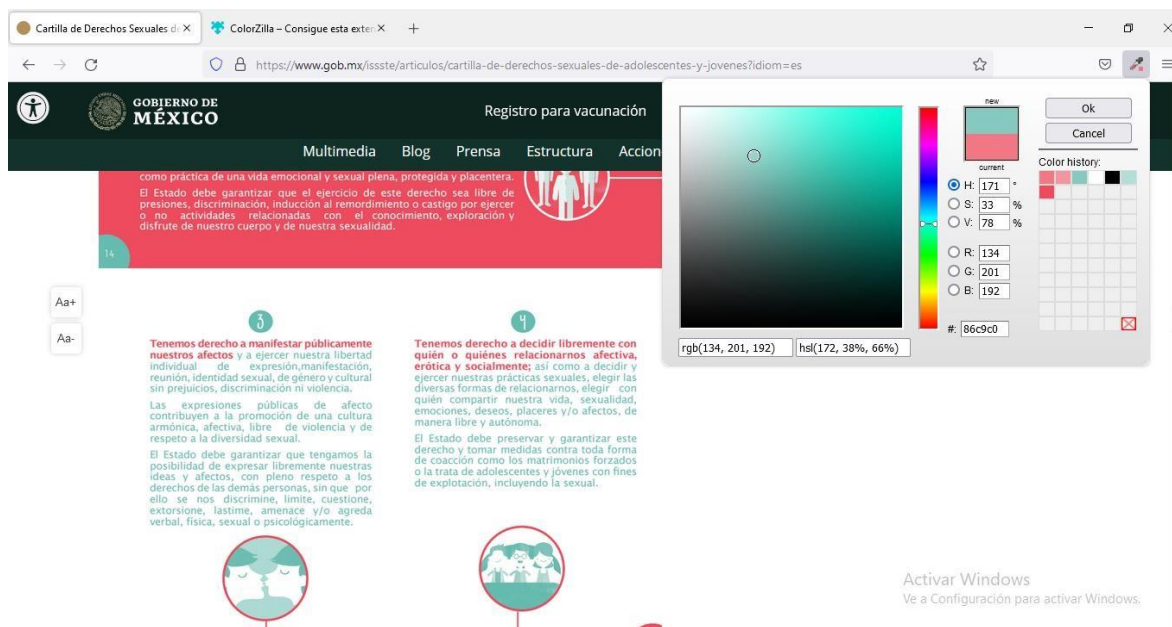 Cartilla de Derechos Sexuales de
ColorZilla – Consigue esta exten
https://www.gob.mx/issste/articulos/cartilla-de-derechos-sexuales-de-adolescentes-y-jovenes?idiom=es
GOBIERNO DE
MÉXICO
Registro para vacunación
Multimedia Blog Prensa Estructura Accion
como práctica de una vida emocional y sexual plena, protegida y placentera.
El Estado debe garantizar que el ejercicio de este derecho sea libre de
presiones, discriminación, inducción al remordimiento o castigo por ejercer
o no actividades relacionadas con el conocimiento, exploración y
disfrute de nuestro cuerpo y de nuestra sexualidad.
14
Aa+
Aa-
3
Tenemos derecho a manifestar públicamente
nuestros afectos y a ejercer nuestra libertad
individual de expresión,manifestación,
reunión, identidad sexual, de género y cultural
sin prejuicios, discriminación ni violencia.
Las expresiones públicas de afecto
contribuyen a la promoción de una cultura
armónica, afectiva, libre de violencia y de
respeto a la diversidad sexual.
El Estado debe garantizar que tengamos la
posibilidad de expresar libremente nuestras
ideas y afectos, con pleno respeto a los
derechos de las demás personas, sin que por
ello se nos discrimine, limite, cuestione,
extorsione, lastime, amenace y/o agreda
verbal, física, sexual o psicológicamente.
4
Tenemos derecho a decidir libremente con
quién o quiénes relacionarnos afectiva,
erótica y socialmente; así como a decidir y
ejercer nuestras prácticas sexuales, elegir las
diversas formas de relacionarnos, elegir con
quién compartir nuestra vida, sexualidad,
emociones, deseos, placeres y/o afectos, de
manera libre y autónoma.
El Estado debe preservar y garantizar este
derecho y tomar medidas contra toda forma
de coacción como los matrimonios forzados
o la trata de adolescentes y jóvenes con fines
de explotación, incluyendo la sexual.
new
current
Ok
Cancel
Color history:
H: 171 °
S: 33 %
V: 78 %
R: 134
G: 201
B: 192
#: 86c9c0
rgb(134, 201, 192) hsl(172, 38%, 66%)
Activar Windows
Ve a Configuración para activar Windows.